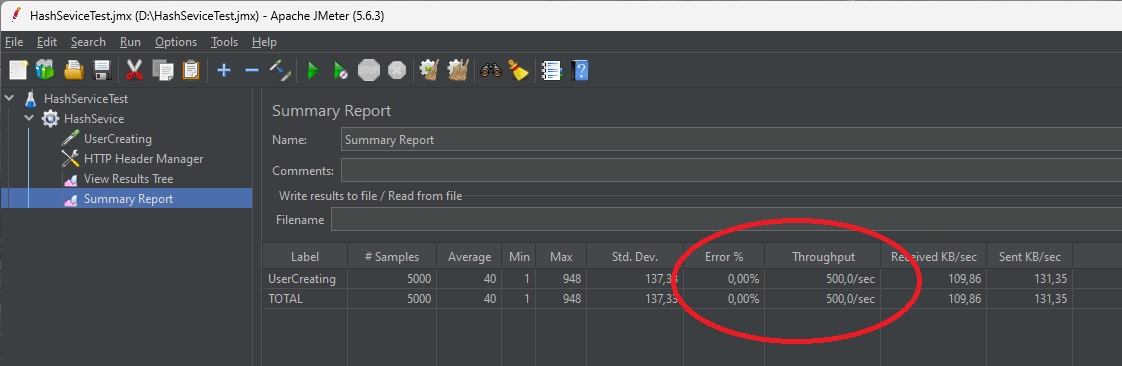 HashSeviceTest.jmx (D:\HashSeviceTest.jmx) - Apache JMeter (5.6.3)
File Edit Search Run Options Tools Help
STOP
HashServiceTest
HashSevice
UserCreating
HTTP Header Manager
View Results Tree
Summary Report
Summary Report
Name: Summary Report
Comments:
Write results to file / Read from file
Filename
Label # Samples Average Min Max Std. Dev. Error % Throughput Received KB/sec Sent KB/sec
UserCreating 5000 40 1 948 137,33 0,00% 500,0/sec 109,86 131,35
TOTAL 5000 40 1 948 137,33 0,00% 500,0/sec 109,86 131,35